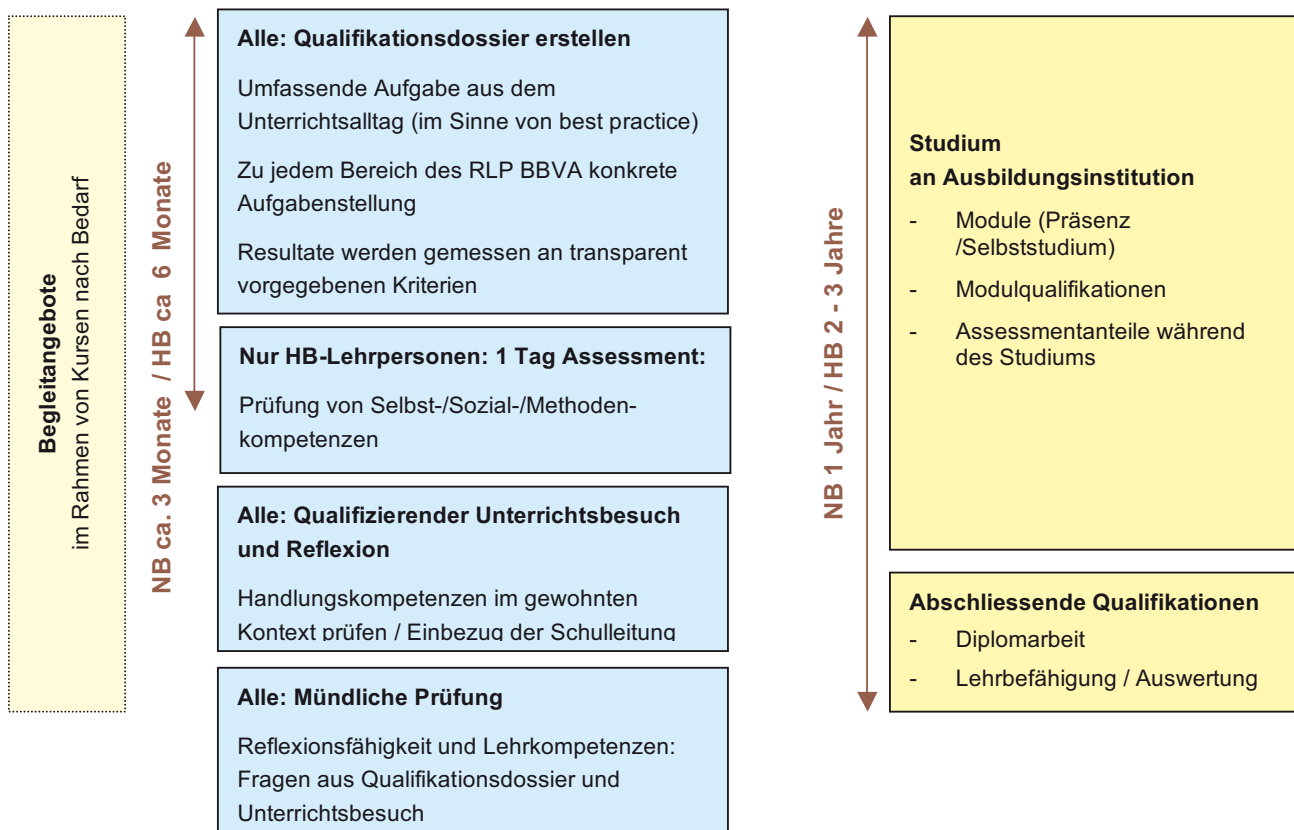 Begleitangebote
im Rahmen von Kursen nach Bedarf
NB ca. 3 Monate / HB ca 6 Monate
Alle: Qualifikationsdossier erstellen
Umfassende Aufgabe aus dem
Unterrichtsalltag (im Sinne von best practice)
Zu jedem Bereich des RLP BBVA konkrete
Aufgabenstellung
Resultate werden gemessen an transparent
vorgegebenen Kriterien
Nur HB-Lehrpersonen: 1 Tag Assessment:
Prüfung von Selbst-/Sozial-/Methoden-
kompetenzen
Alle: Qualifizierender Unterrichtsbesuch
und Reflexion
Handlungskompetenzen im gewohnten
Kontext prüfen / Einbezug der Schulleitung
Alle: Mündliche Prüfung
Reflexionsfähigkeit und Lehrkompetenzen:
Fragen aus Qualifikationsdossier und
Unterrichtsbesuch
NB 1 Jahr / HB 2 - 3 Jahre
Studium
an Ausbildungsinstitution
- Module (Präsenz
/Selbststudium)
- Modulqualifikationen
- Assessmentanteile während
des Studiums
Abschliessende Qualifikationen
- Diplomarbeit
- Lehrbefähigung / Auswertung